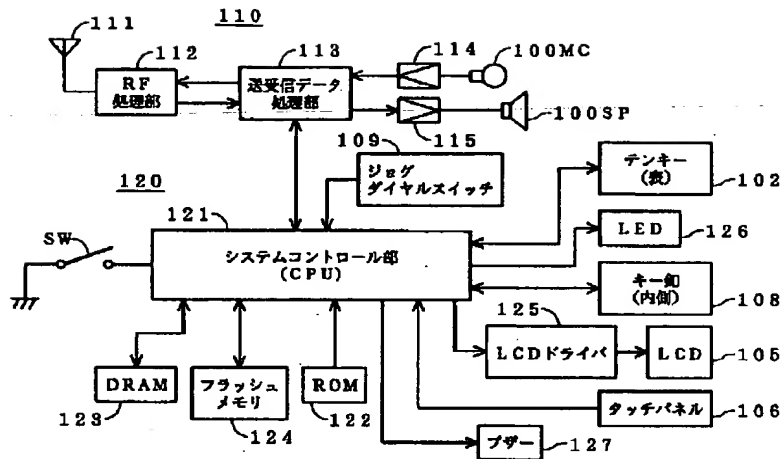 111
110
112
113
114
100MC
RF
処理部
送受信データ
処理部
115
100SP
109
ジョグ
ダイヤルスイッチ
テンキー
(表)
102
120
121
SW
システムコントロール部
(CPU)
LED
126
キー釦
(内側)
108
125
LCDドライバ
LCD
105
DRAM
123
フラッシュ
メモリ
124
ROM
122
タッチパネル
106
ブザー
127